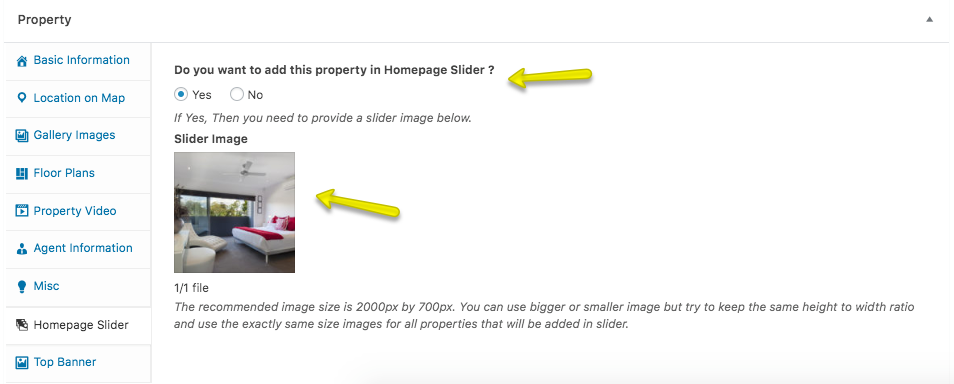 Property
Basic Information
Location on Map
Gallery Images
Floor Plans
Property Video
Agent Information
Misc
Homepage Slider
Top Banner
Do you want to add this property in Homepage Slider ?
Yes No
If Yes, Then you need to provide a slider image below.
Slider Image
1/1 file
The recommended image size is 2000px by 700px. You can use bigger or smaller image but try to keep the same height to width ratio
and use the exactly same size images for all properties that will be added in slider.